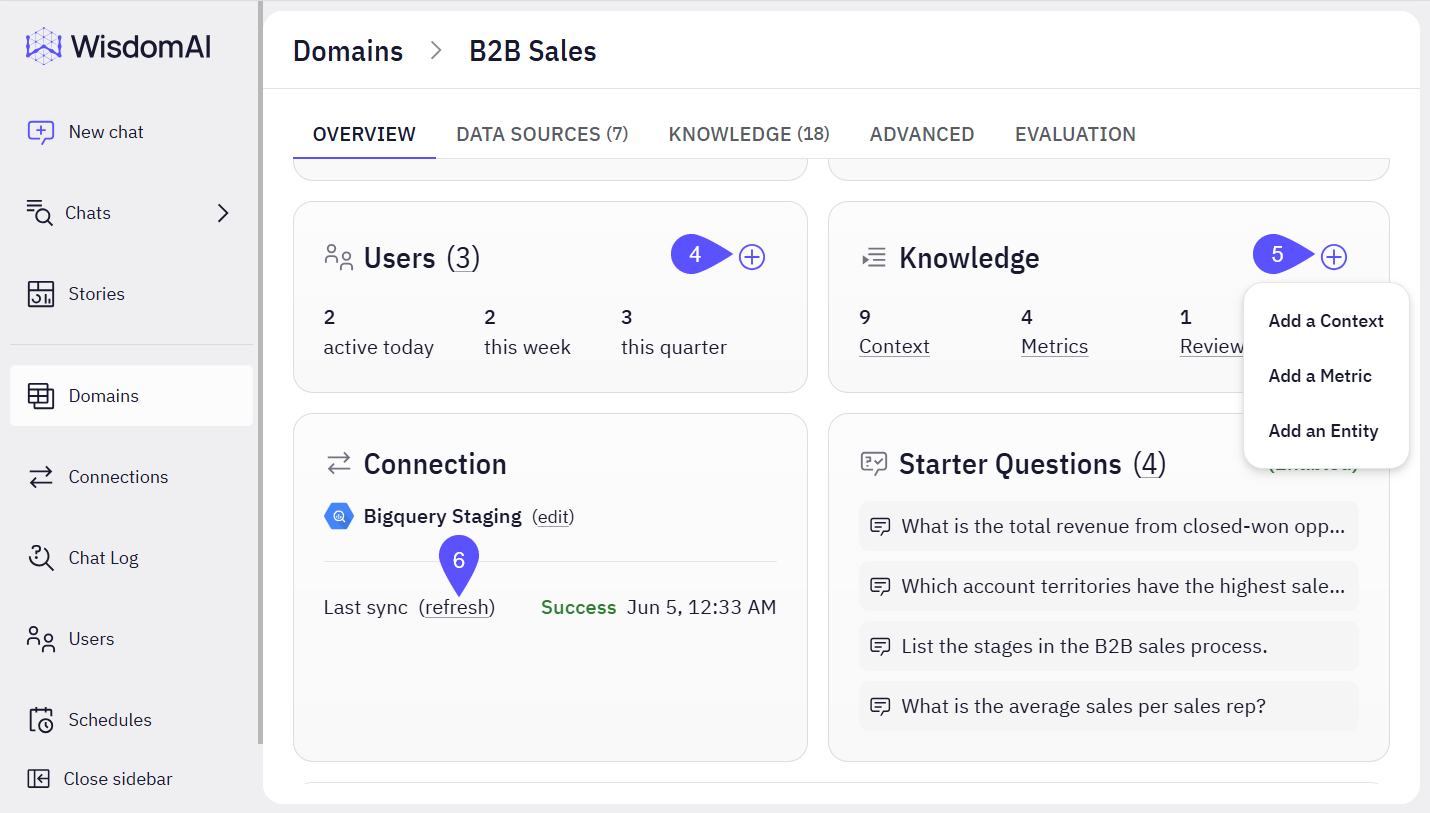 WisdomAI
New chat
Chats
Stories
Domains
Connections
Chat Log
Users
Schedules
Close sidebar
Domains > B2B Sales
OVERVIEW DATA SOURCES (7) KNOWLEDGE (18) ADVANCED EVALUATION
Users (3) 4
2 2 3
active today this week this quarter
Knowledge 5
9 4 1
Context Metrics Review
Add a Context
Add a Metric
Add an Entity
Connection
Bigquery Staging (edit)
6
Last sync (refresh) Success Jun 5, 12:33 AM
Starter Questions (4)
What is the total revenue from closed-won opp...
Which account territories have the highest sale...
List the stages in the B2B sales process.
What is the average sales per sales rep?